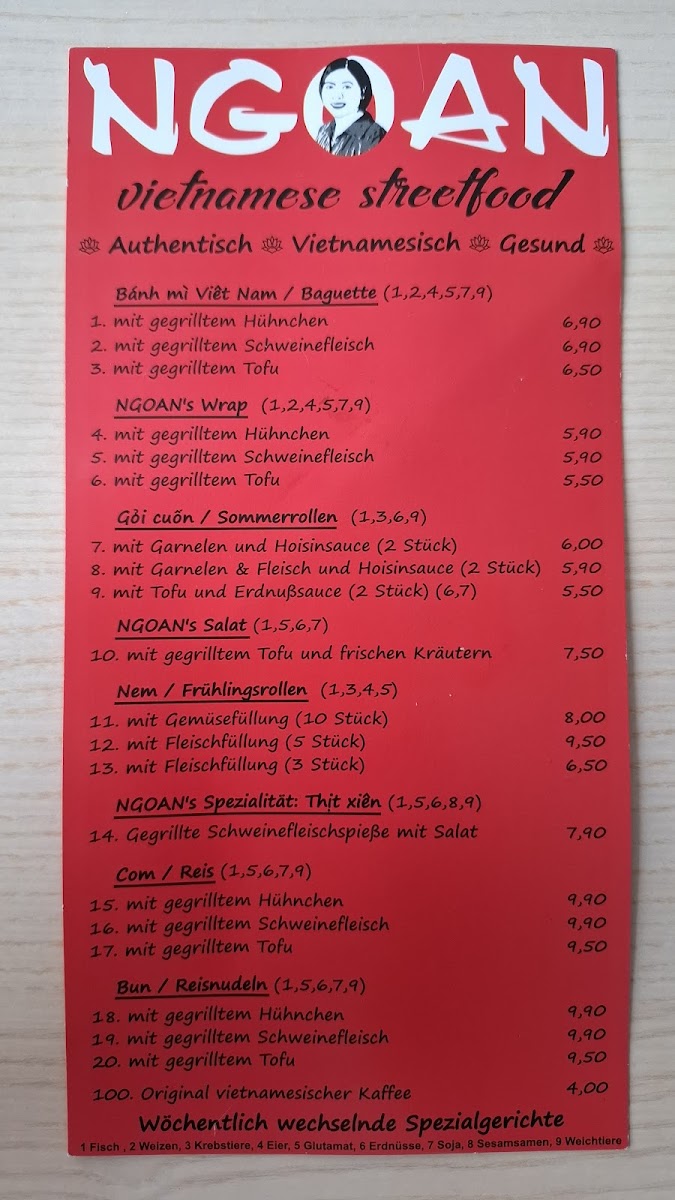 NGOAN
vietnamese streetfood
Authentisch Vietnamesisch Gesund
Bánh mì Viêt Nam / Baguette (1,2,4,5,7,9)
1. mit gegrilltem Hühnchen 6,90
2. mit gegrilltem Schweinefleisch 6,90
3. mit gegrilltem Tofu 6,50
NGOAN's Wrap (1,2,4,5,7,9)
4. mit gegrilltem Hühnchen 5,90
5. mit gegrilltem Schweinefleisch 5,90
6. mit gegrilltem Tofu 5,50
Gỏi cuốn / Sommerrollen (1,3,6,9)
7. mit Garnelen und Hoisinsauce (2 Stück) 6,00
8. mit Garnelen & Fleisch und Hoisinsauce (2 Stück) 5,90
9. mit Tofu und Erdnußsauce (2 Stück) (6,7) 5,50
NGOAN's Salat (1,5,6,7)
10. mit gegrilltem Tofu und frischen Kräutern 7,50
Nem / Frühlingsrollen (1,3,4,5)
11. mit Gemüsefüllung (10 Stück) 8,00
12. mit Fleischfüllung (5 Stück) 9,50
13. mit Fleischfüllung (3 Stück) 6,50
NGOAN's Spezialität: Thịt xiên (1,5,6,8,9)
14. Gegrillte Schweinefleischspieße mit Salat 7,90
Com / Reis (1,5,6,7,9)
15. mit gegrilltem Hühnchen 9,90
16. mit gegrilltem Schweinefleisch 9,90
17. mit gegrilltem Tofu 9,50
Bun / Reisnudeln (1,5,6,7,9)
18. mit gegrilltem Hühnchen 9,90
19. mit gegrilltem Schweinefleisch 9,90
20. mit gegrilltem Tofu 9,50
100. Original vietnamesischer Kaffee 4,00
Wöchentlich wechselnde Spezialgerichte
1 Fisch , 2 Weizen, 3 Krebstiere, 4 Eier, 5 Glutamat, 6 Erdnüsse, 7 Soja, 8 Sesamsamen, 9 Weichtiere